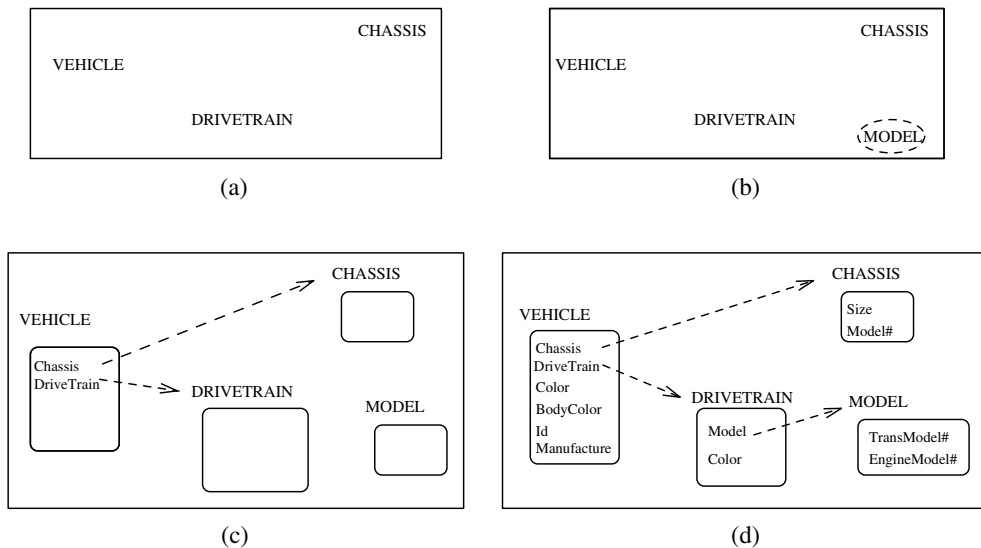 CHASSIS
VEHICLE
DRIVETRAIN
(a)
CHASSIS
VEHICLE
DRIVETRAIN
MODEL
(b)
CHASSIS
VEHICLE
Chassis
DriveTrain
DRIVETRAIN
MODEL
(c)
CHASSIS
Size
Model#
VEHICLE
Chassis
DriveTrain
Color
BodyColor
Id
Manufacture
DRIVETRAIN
Model
Color
MODEL
TransModel#
EngineModel#
(d)